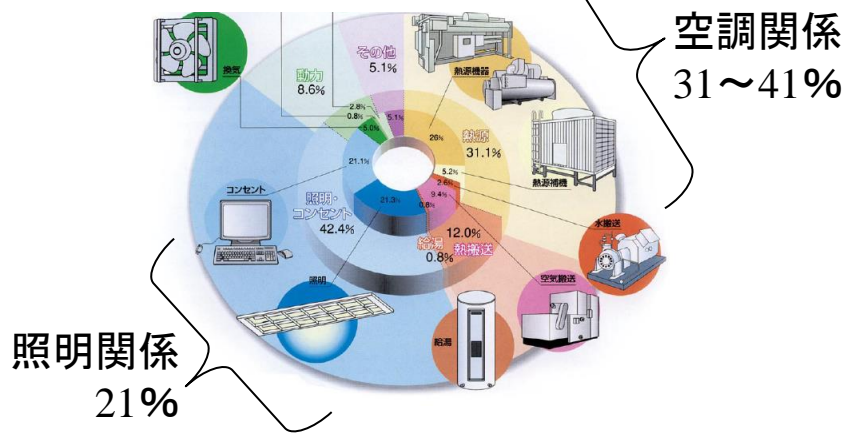 空調関係
31～41%
換気
動力
8.6%
その他
5.1%
熱源機器
2.8%
0.8%
5.0%
5.1%
26%
熱源
31.1%
熱源補機
5.2%
2.6%
9.4%
0.8%
21.1%
コンセント
照明・
コンセント
42.4%
21.3%
12.0%
熱搬送
給湯
0.8%
水搬送
空気搬送
照明
給湯
照明関係
21%